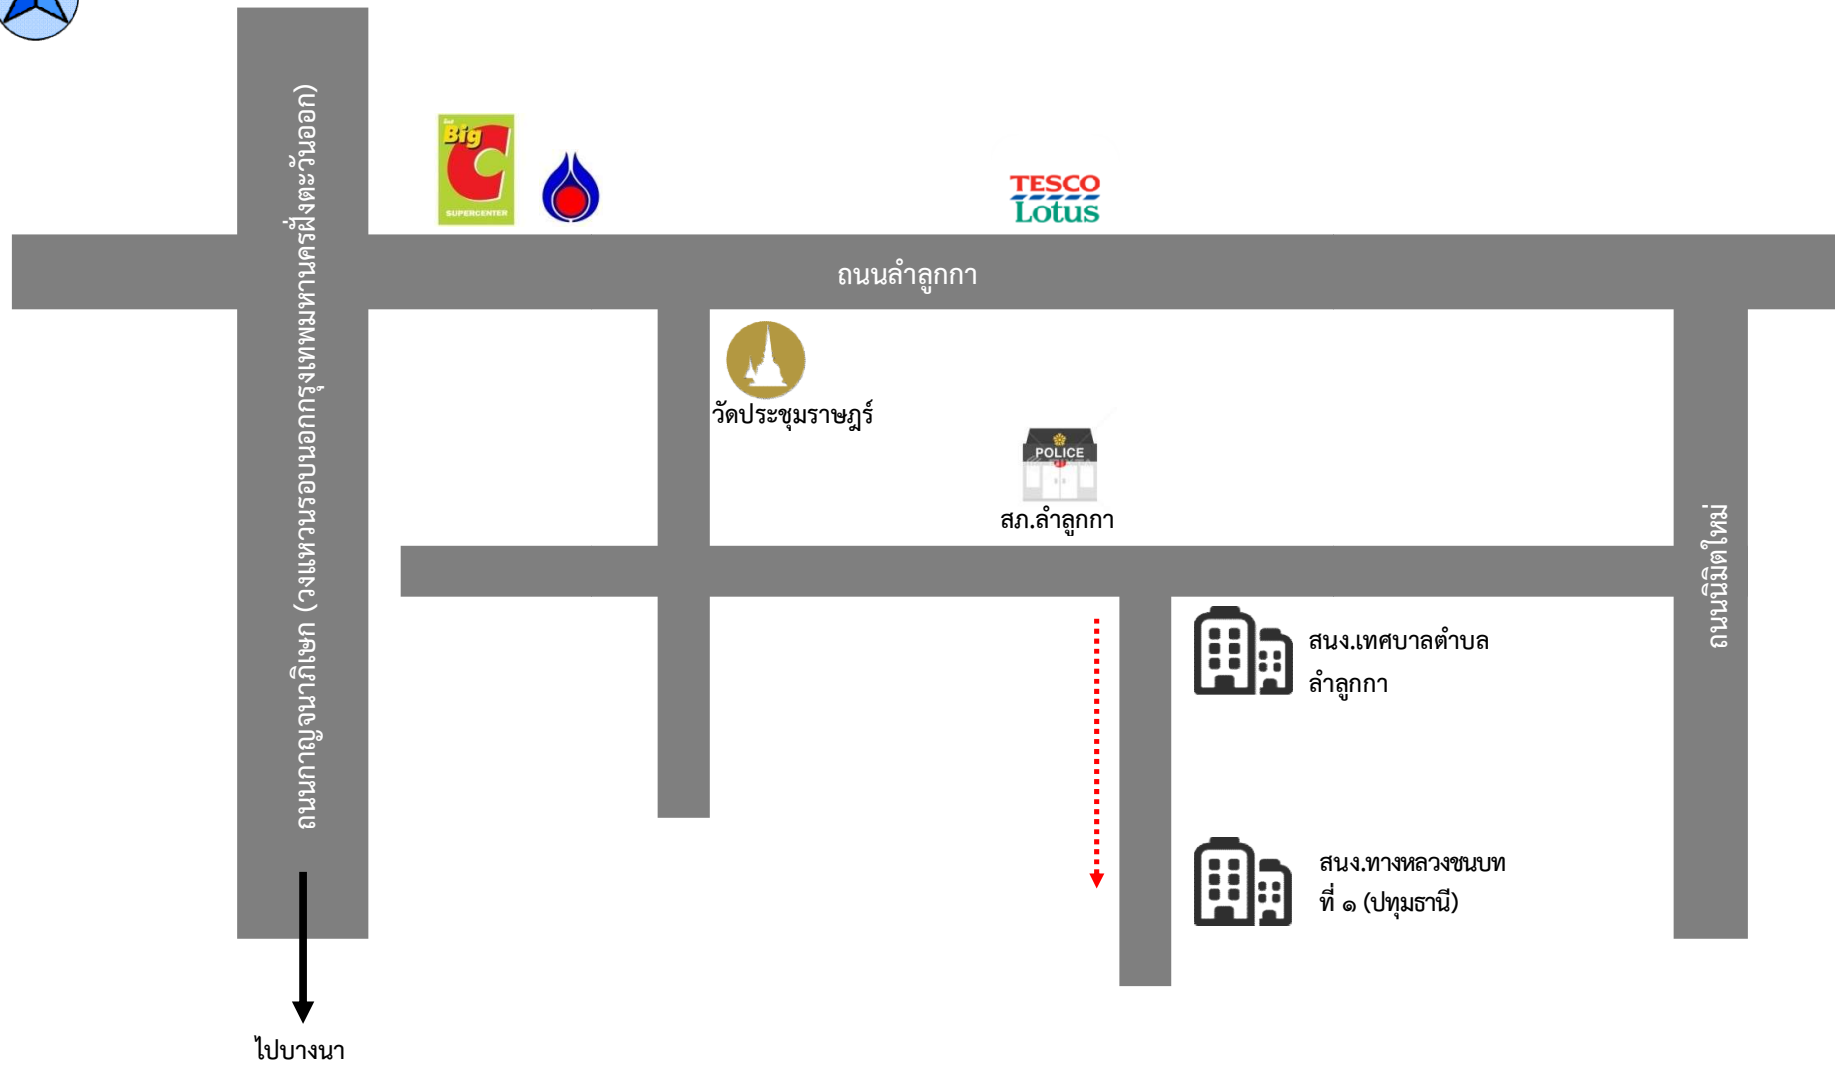 ถนนกาญจนาภิเษก (วงแหวนรอบนอกกรุงเทพมหานครฝั่งตะวันออก)
Big
C
SUPERCENTER
TESCO
Lotus
ถนนลำลูกกา
วัดประชุมราษฎร์
POLICE
สภ.ลำลูกกา
ถนนนิมิตใหม่
สนง.เทศบาลตำบล
ลำลูกกา
สนง.ทางหลวงชนบท
ที่ ๑ (ปทุมธานี)
ไปบางนา